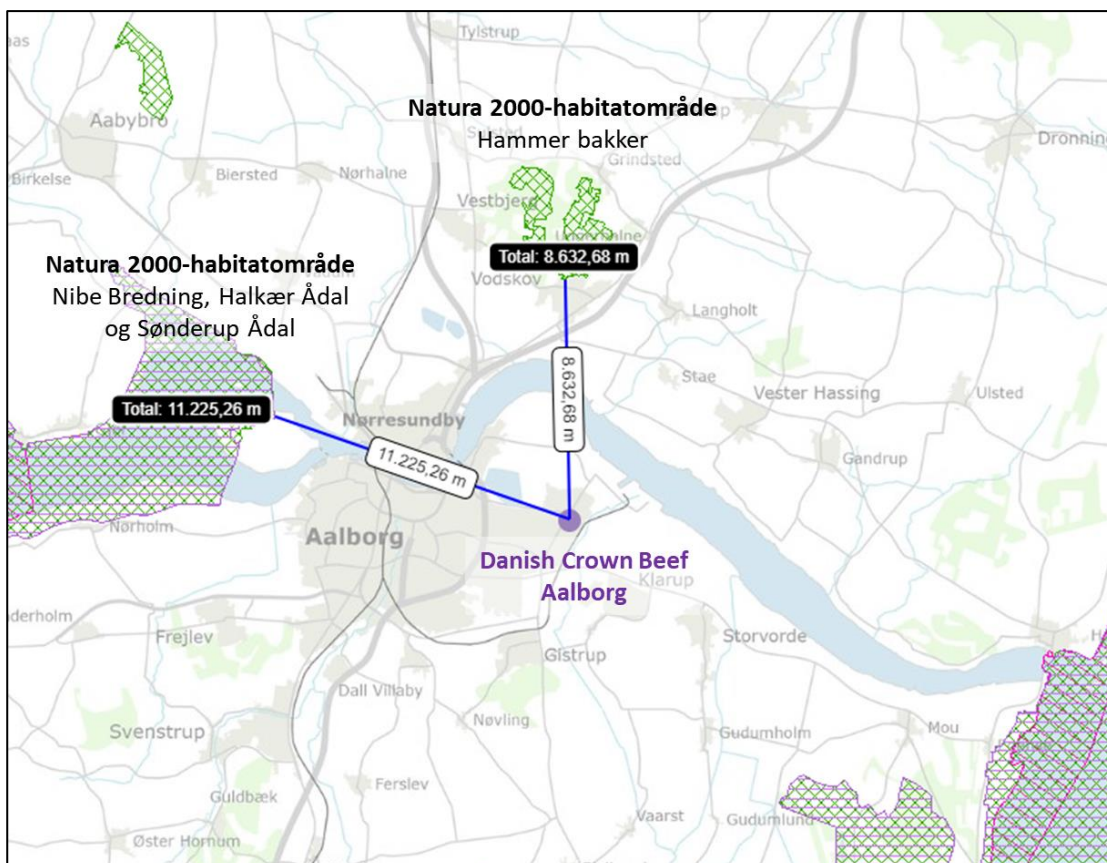 Tylstrup
Aabybro
Natura 2000-habitatområde
Hammer bakker
Grindsted
Dronning
Birkelse
Biersted
Nørhalne
Vestbjerg
Total: 8.632,68 m
Natura 2000-habitatområde
Nibe Bredning, Halkær Ådal
og Sønderup Ådal
Vodskov
Langholt
8.632,68 m
Stae
Vester Hassing
Ulsted
Total: 11.225,26 m
Nørresundby
11.225,26 m
Gandrup
Nørholm
Aalborg
Danish Crown Beef
Aalborg
Klarup
derholm
Frejlev
Storvorde
Gistrup
Dall Villaby
Nøvling
Svenstrup
Gudumholm
Mou
Ferslev
Guldbæk
Vaarst
Gudumlund
Øster Hornum